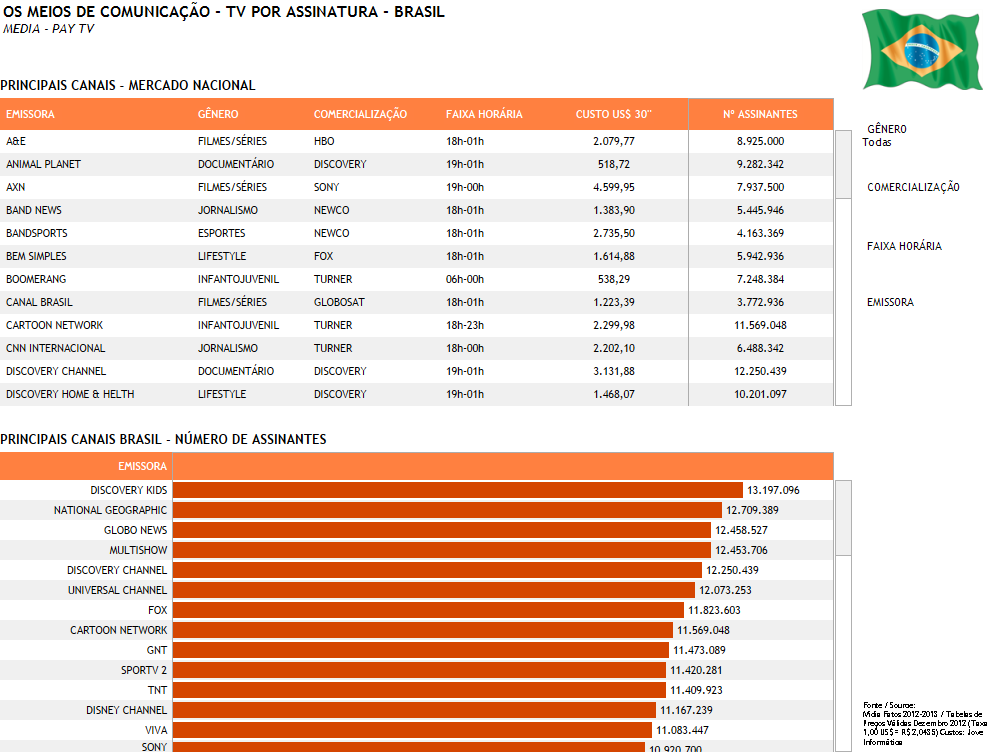 OS MEIOS DE COMUNICAÇÃO - TV POR ASSINATURA - BRASIL
MEDIA - PAY TV
PRINCIPAIS CANAIS - MERCADO NACIONAL
EMISSORA GÊNERO COMERCIALIZAÇÃO FAIXA HORÁRIA CUSTO US$ 30" Nº ASSINANTES
A&E FILMES/SÉRIES HBO 18h-01h 2.079,77 8.925.000
ANIMAL PLANET DOCUMENTÁRIO DISCOVERY 19h-01h 518,72 9.282.342
AXN FILMES/SÉRIES SONY 19h-00h 4.599,95 7.937.500
BAND NEWS JORNALISMO NEWCO 18h-01h 1.383,90 5.445.946
BANDSPORTS ESPORTES NEWCO 18h-01h 2.735,50 4.163.369
BEM SIMPLES LIFESTYLE FOX 18h-01h 1.614,88 5.942.936
BOOMERANG INFANTOJUVENIL TURNER 06h-00h 538,29 7.248.384
CANAL BRASIL FILMES/SÉRIES GLOBOSAT 18h-01h 1.223,39 3.772.936
CARTOON NETWORK INFANTOJUVENIL TURNER 18h-23h 2.299,98 11.569.048
CNN INTERNACIONAL JORNALISMO TURNER 18h-00h 2.202,10 6.488.342
DISCOVERY CHANNEL DOCUMENTÁRIO DISCOVERY 19h-01h 3.131,88 12.250.439
DISCOVERY HOME & HELTH LIFESTYLE DISCOVERY 19h-01h 1.468,07 10.201.097
GÊNERO
Todas
COMERCIALIZAÇÃO
FAIXA HORÁRIA
EMISSORA
PRINCIPAIS CANAIS BRASIL - NÚMERO DE ASSINANTES
EMISSORA
DISCOVERY KIDS 13.197.096
NATIONAL GEOGRAPHIC 12.709.389
GLOBO NEWS 12.458.527
MULTISHOW 12.453.706
DISCOVERY CHANNEL 12.250.439
UNIVERSAL CHANNEL 12.073.253
FOX 11.823.603
CARTOON NETWORK 11.569.048
GNT 11.473.089
SPORTV 2 11.420.281
TNT 11.409.923
DISNEY CHANNEL 11.167.239
VIVA 11.083.447
SONY 10.920.700
Fonte / Source:
Mídia Fatos 2012-2013 / Tabelas de
Preços Válidas Dezembro 2012 (Taxa
1,00 US$ = R$ 2,0435) Custos: Jove
Informática